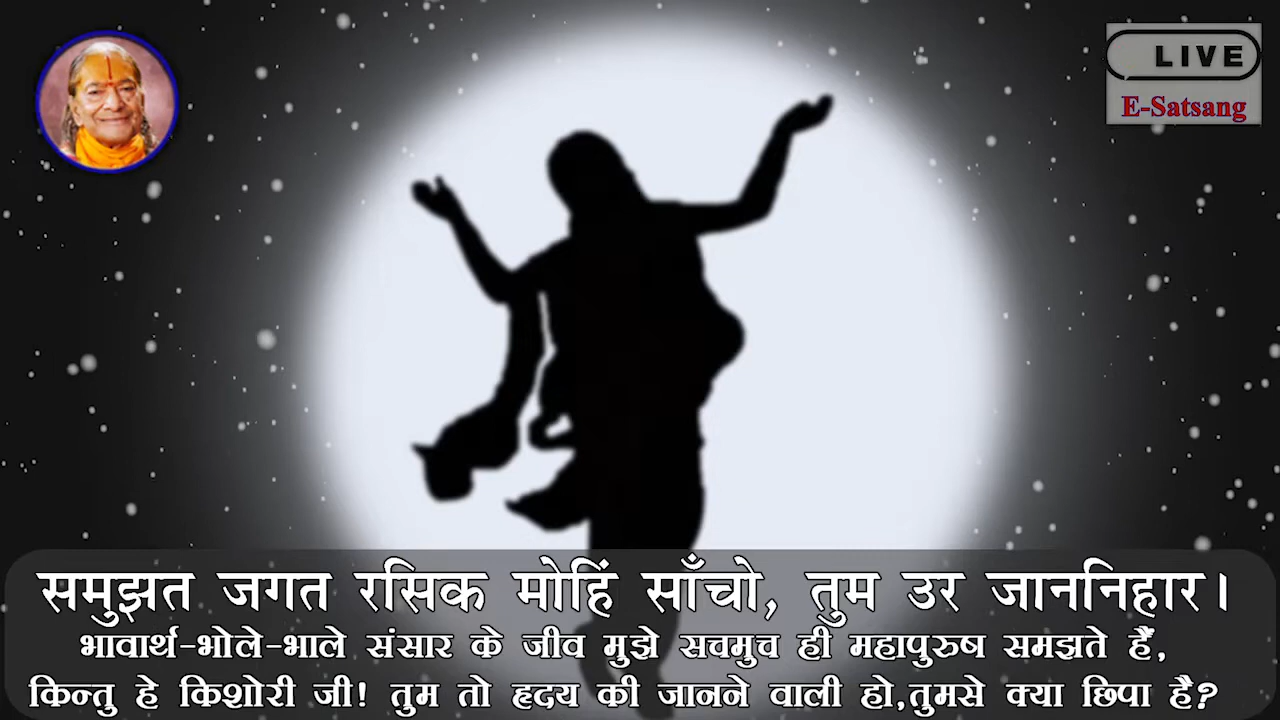 LIVE
E-Satsang
समुझत जगत रसिक मोहिं साँचो, तुम उर जाननिहार।
भावार्थ-भोले-भाले संसार के जीव मुझे सचमुच ही महापुरुष समझते हैं,
किन्तु हे किशोरी जी! तुम तो हृदय की जानने वाली हो,तुमसे क्या छिपा है?